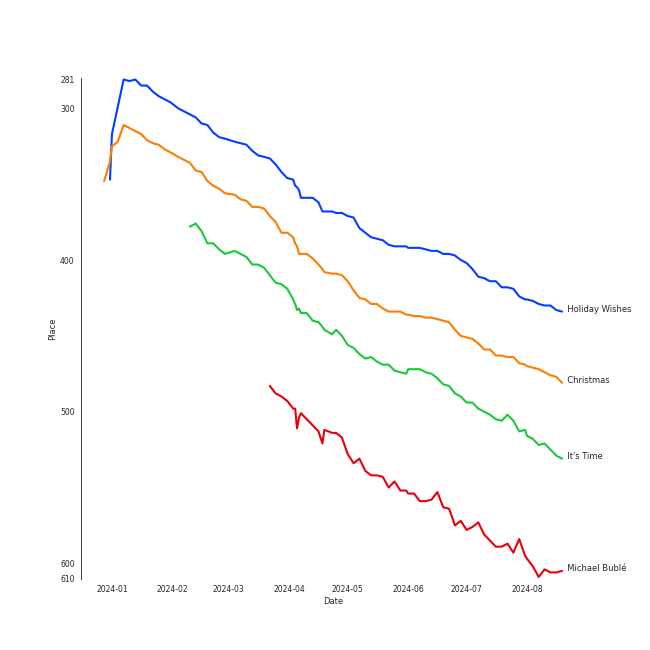 281
300
400
500
600
610
Place
2024-01 2024-02 2024-03 2024-04 2024-05 2024-06 2024-07 2024-08
Date
Holiday Wishes
Christmas
It's Time
Michael Bublé